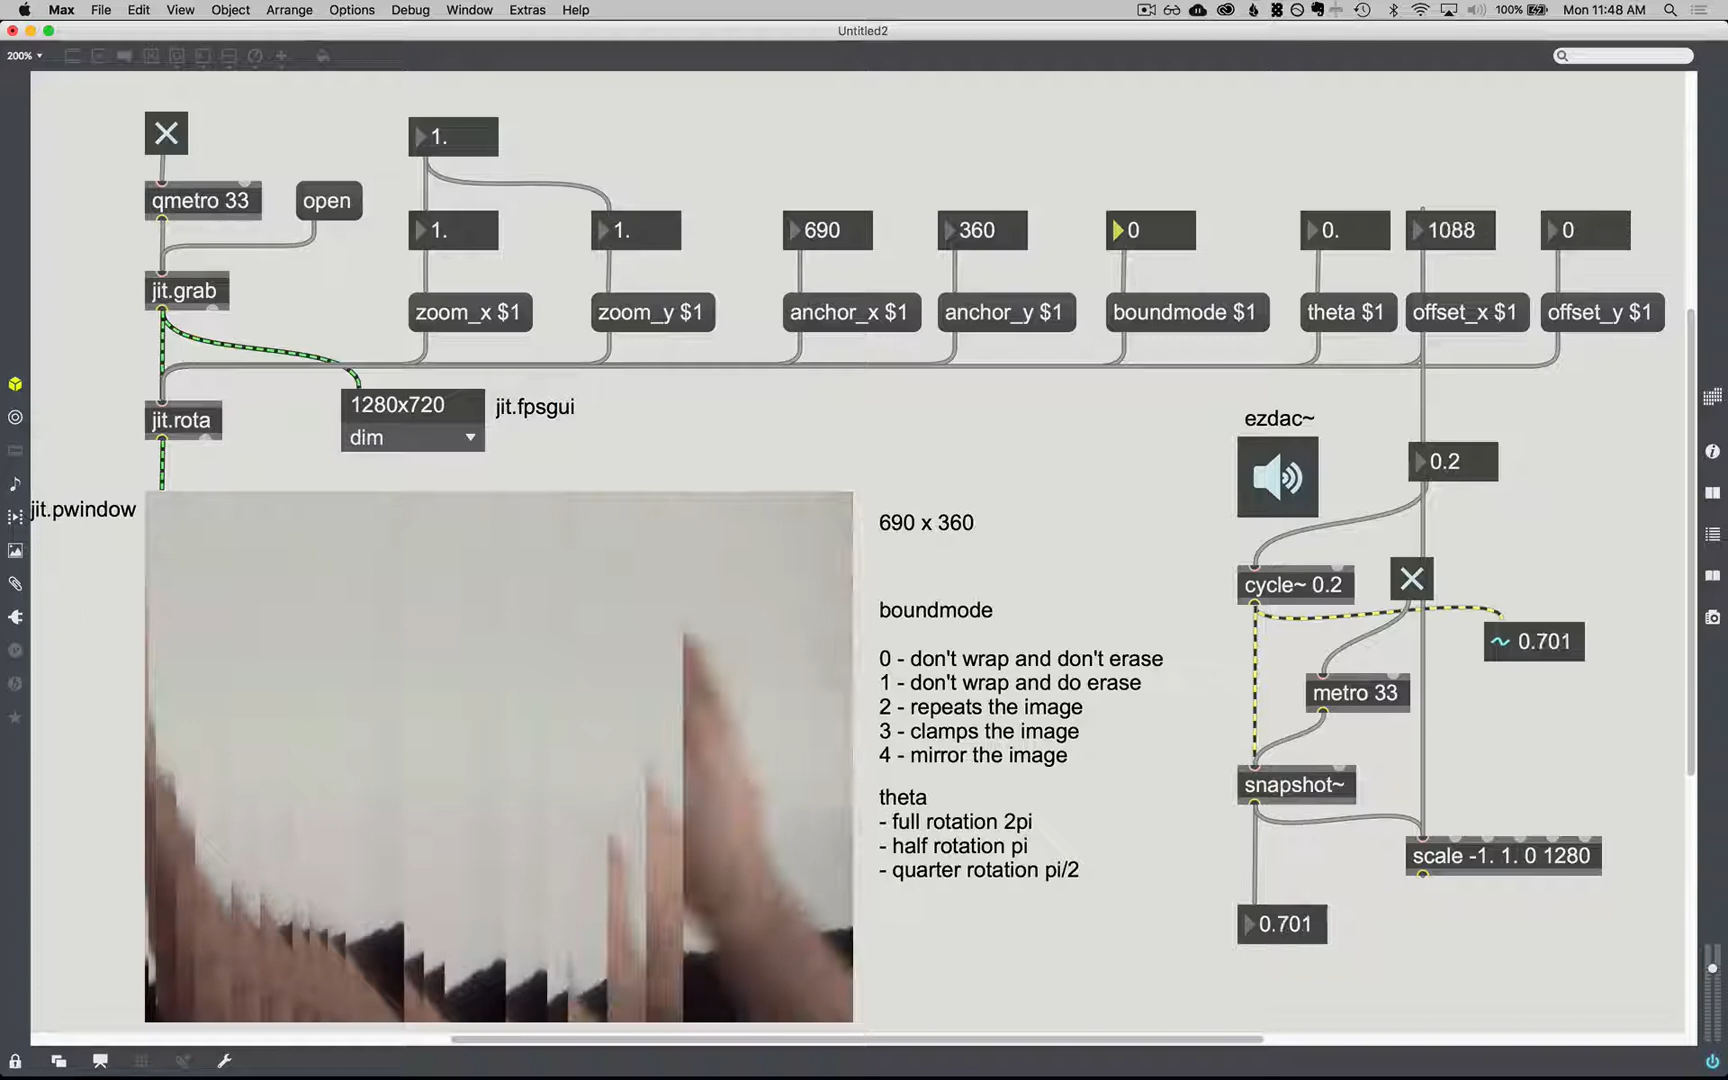 Max File Edit View Object Arrange Options Debug Window Extras Help
100% Mon 11:48 AM
Untitled2
200%
1.
qmetro 33
open
1.
1.
690
360
0
0.
1088
0
jit.grab
zoom_x $1
zoom_y $1
anchor_x $1
anchor_y $1
boundmode $1
theta $1
offset_x $1
offset_y $1
jit.rota
1280x720
dim
jit.fpsgui
ezdac~
0.2
jit.pwindow
690 x 360
cycle~ 0.2
boundmode
0.701
0 - don't wrap and don't erase
1 - don't wrap and do erase
2 - repeats the image
3 - clamps the image
4 - mirror the image
metro 33
snapshot~
theta
- full rotation 2pi
- half rotation pi
- quarter rotation pi/2
scale -1. 1. 0 1280
0.701